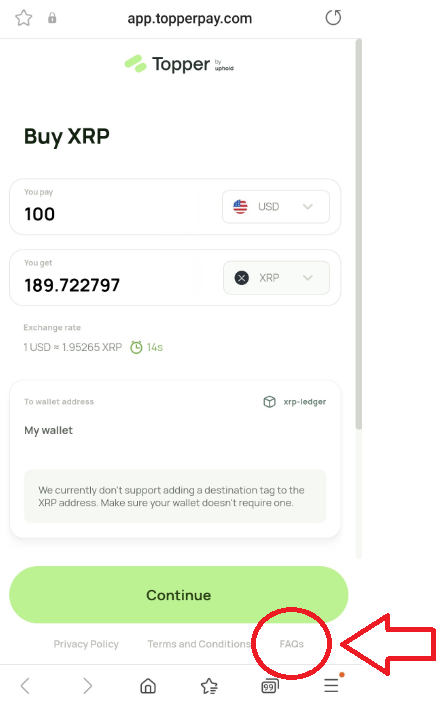 app.topperpay.com
Topper by uphold
Buy XRP
You pay
100 USD
You get
189.722797 XRP
Exchange rate
1 USD ≈ 1.95265 XRP 14s
To wallet address xrp-ledger
My wallet
We currently don't support adding a destination tag to the
XRP address. Make sure your wallet doesn't require one.
Continue
Privacy Policy Terms and Conditions FAQs
99